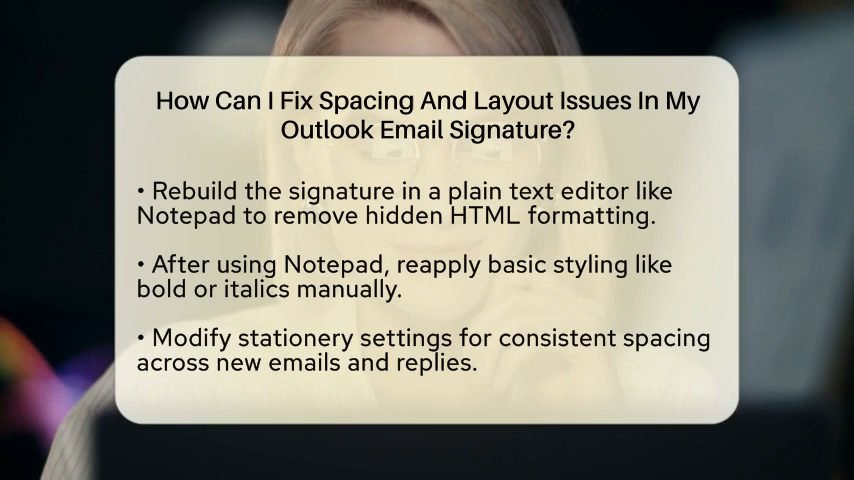 How Can I Fix Spacing And Layout Issues In My
Outlook Email Signature?
• Rebuild the signature in a plain text editor like
Notepad to remove hidden HTML formatting.
• After using Notepad, reapply basic styling like
bold or italics manually.
• Modify stationery settings for consistent spacing
across new emails and replies.